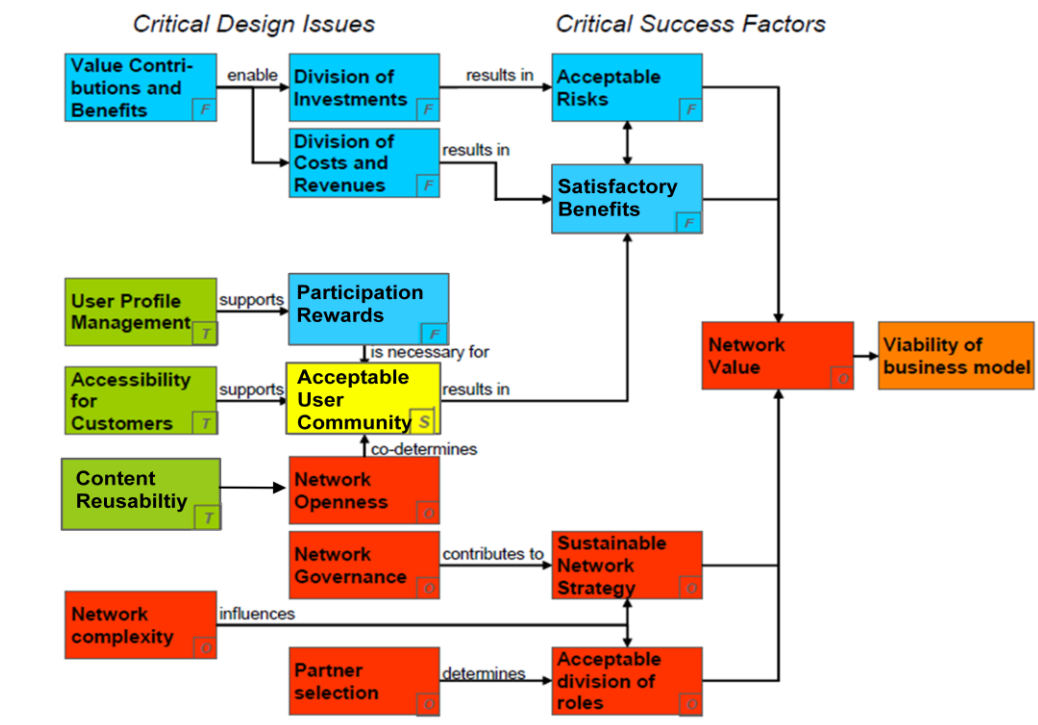 Critical Design Issues
Critical Success Factors
Value Contri-
butions and
Benefits
F
enable
Division of
Investments
F
results in
Acceptable
Risks
F
Division of
Costs and
Revenues
F
results in
Satisfactory
Benefits
F
User Profile
Management
T
supports
Participation
Rewards
F
is necessary for
Accessibility
for
Customers
T
supports
Acceptable
User
Community
S
results in
Network
Value
O
Viability of
business model
co-determines
Content
Reusabiltiy
T
Network
Openness
O
Network
Governance
O
contributes to
Sustainable
Network
Strategy
O
Network
complexity
O
influences
Partner
selection
O
determines
Acceptable
division of
roles
O